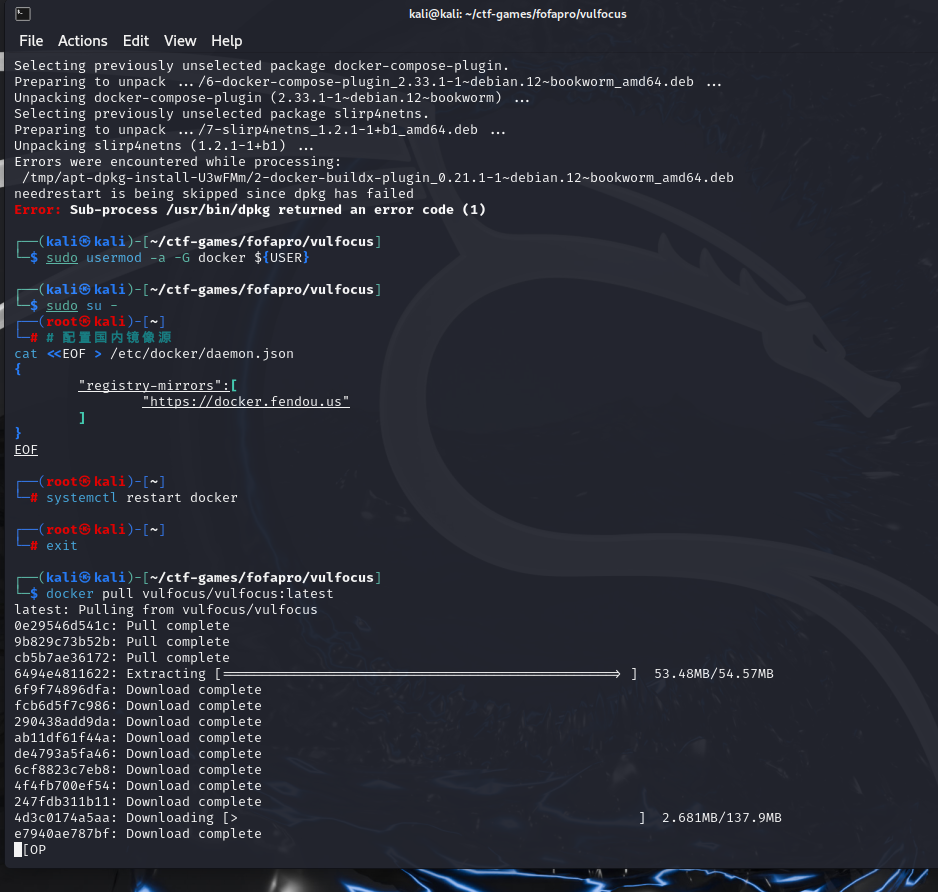 kali@kali: ~/ctf-games/fofapro/vulfocus
File Actions Edit View Help
Selecting previously unselected package docker-compose-plugin.
Preparing to unpack .../6-docker-compose-plugin_2.33.1-1~debian.12~bookworm_amd64.deb ...
Unpacking docker-compose-plugin (2.33.1-1~debian.12~bookworm) ...
Selecting previously unselected package slirp4netns.
Preparing to unpack .../7-slirp4netns_1.2.1-1+b1_amd64.deb ...
Unpacking slirp4netns (1.2.1-1+b1) ...
Errors were encountered while processing:
 /tmp/apt-dpkg-install-U3wFMm/2-docker-buildx-plugin_0.21.1-1~debian.12~bookworm_amd64.deb
needrestart is being skipped since dpkg has failed
Error: Sub-process /usr/bin/dpkg returned an error code (1)
┌──(kali㉿kali)-[~/ctf-games/fofapro/vulfocus]
└─$ sudo usermod -a -G docker ${USER}
┌──(kali㉿kali)-[~/ctf-games/fofapro/vulfocus]
└─$ sudo su -
┌──(root㉿kali)-[~]
└─# # 配置国内镜像源
cat <<EOF > /etc/docker/daemon.json
{
        "registry-mirrors":[
                "https://docker.fendou.us"
        ]
}
EOF
┌──(root㉿kali)-[~]
└─# systemctl restart docker
┌──(root㉿kali)-[~]
└─# exit
┌──(kali㉿kali)-[~/ctf-games/fofapro/vulfocus]
└─$ docker pull vulfocus/vulfocus:latest
latest: Pulling from vulfocus/vulfocus
0e29546d541c: Pull complete
9b829c73b52b: Pull complete
cb5b7ae36172: Pull complete
6494e4811622: Extracting [=================================================> ]  53.48MB/54.57MB
6f9f74896dfa: Download complete
fcb6d5f7c986: Download complete
290438add9da: Download complete
ab11df61f44a: Download complete
de4793a5fa46: Download complete
6cf8823c7eb8: Download complete
4f4fb700ef54: Download complete
247fdb311b11: Download complete
4d3c0174a5aa: Downloading [>                                                  ]  2.681MB/137.9MB
e7940ae787bf: Download complete
[OP